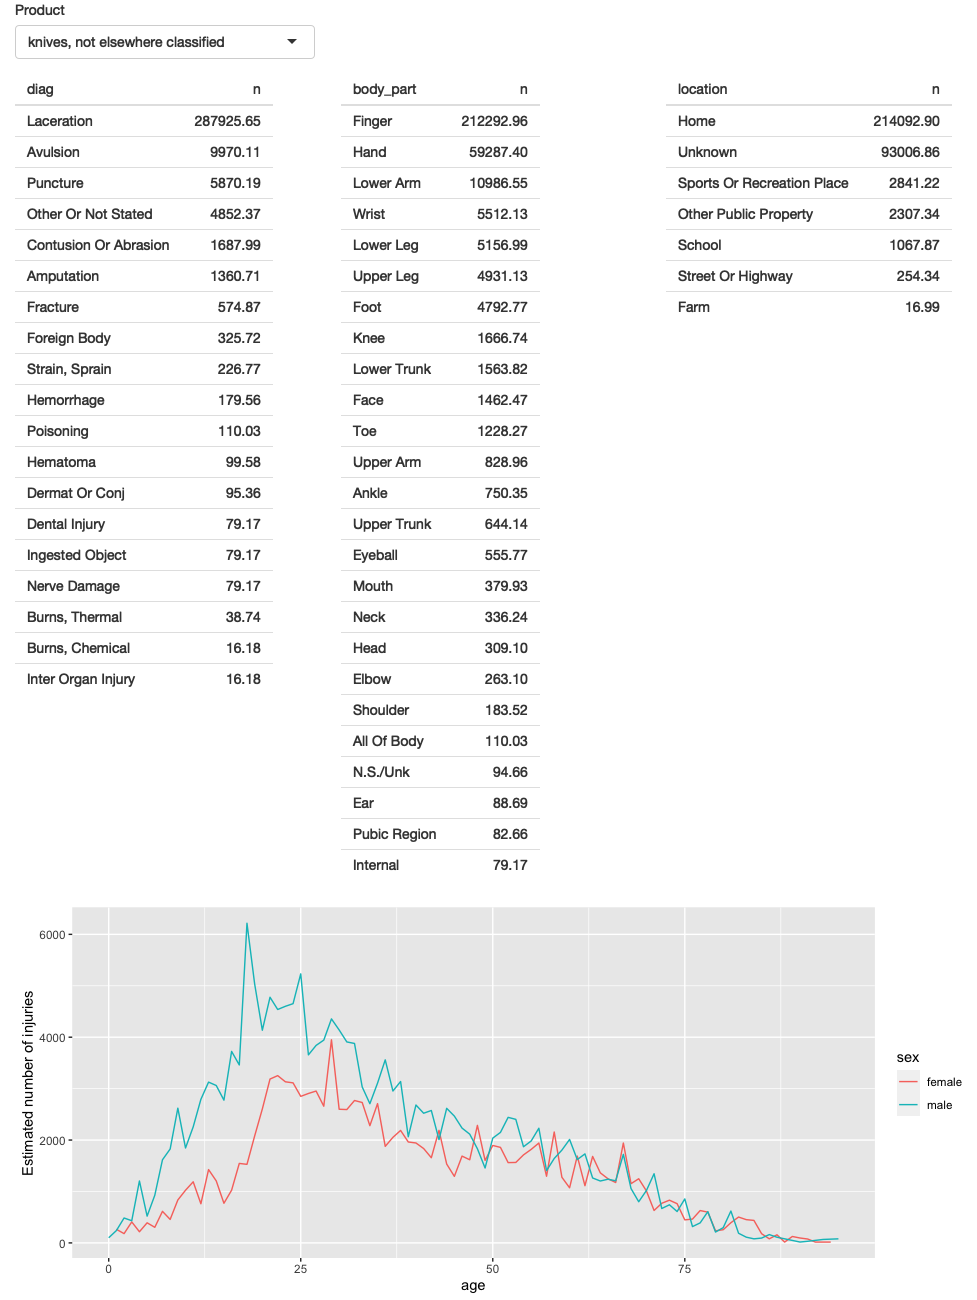 Product
knives, not elsewhere classified
diag n
Laceration 287925.65
Avulsion 9970.11
Puncture 5870.19
Other Or Not Stated 4852.37
Contusion Or Abrasion 1687.99
Amputation 1360.71
Fracture 574.87
Foreign Body 325.72
Strain, Sprain 226.77
Hemorrhage 179.56
Poisoning 110.03
Hematoma 99.58
Dermat Or Conj 95.36
Dental Injury 79.17
Ingested Object 79.17
Nerve Damage 79.17
Burns, Thermal 38.74
Burns, Chemical 16.18
Inter Organ Injury 16.18
body_part n
Finger 212292.96
Hand 59287.40
Lower Arm 10986.55
Wrist 5512.13
Lower Leg 5156.99
Upper Leg 4931.13
Foot 4792.77
Knee 1666.74
Lower Trunk 1563.82
Face 1462.47
Toe 1228.27
Upper Arm 828.96
Ankle 750.35
Upper Trunk 644.14
Eyeball 555.77
Mouth 379.93
Neck 336.24
Head 309.10
Elbow 263.10
Shoulder 183.52
All Of Body 110.03
N.S./Unk 94.66
Ear 88.69
Pubic Region 82.66
Internal 79.17
location n
Home 214092.90
Unknown 93006.86
Sports Or Recreation Place 2841.22
Other Public Property 2307.34
School 1067.87
Street Or Highway 254.34
Farm 16.99
Estimated number of injuries
6000
4000
2000
0
0 25 50 75
age
sex
female
male